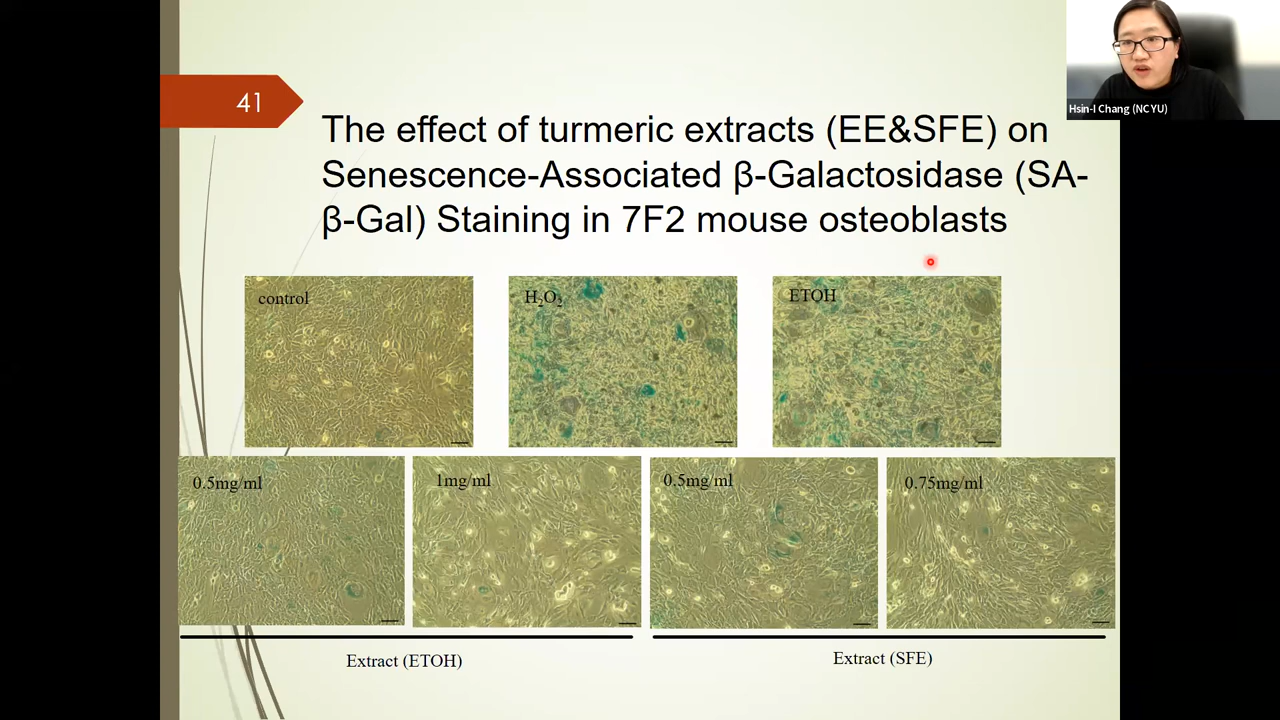 41
Hsin-I Chang (NCYU)
The effect of turmeric extracts (EE&SFE) on
Senescence-Associated β-Galactosidase (SA-
β-Gal) Staining in 7F2 mouse osteoblasts
control
H₂O₂
ETOH
0.5mg/ml
1mg/ml
0.5mg/ml
0.75mg/ml
Extract (ETOH)
Extract (SFE)